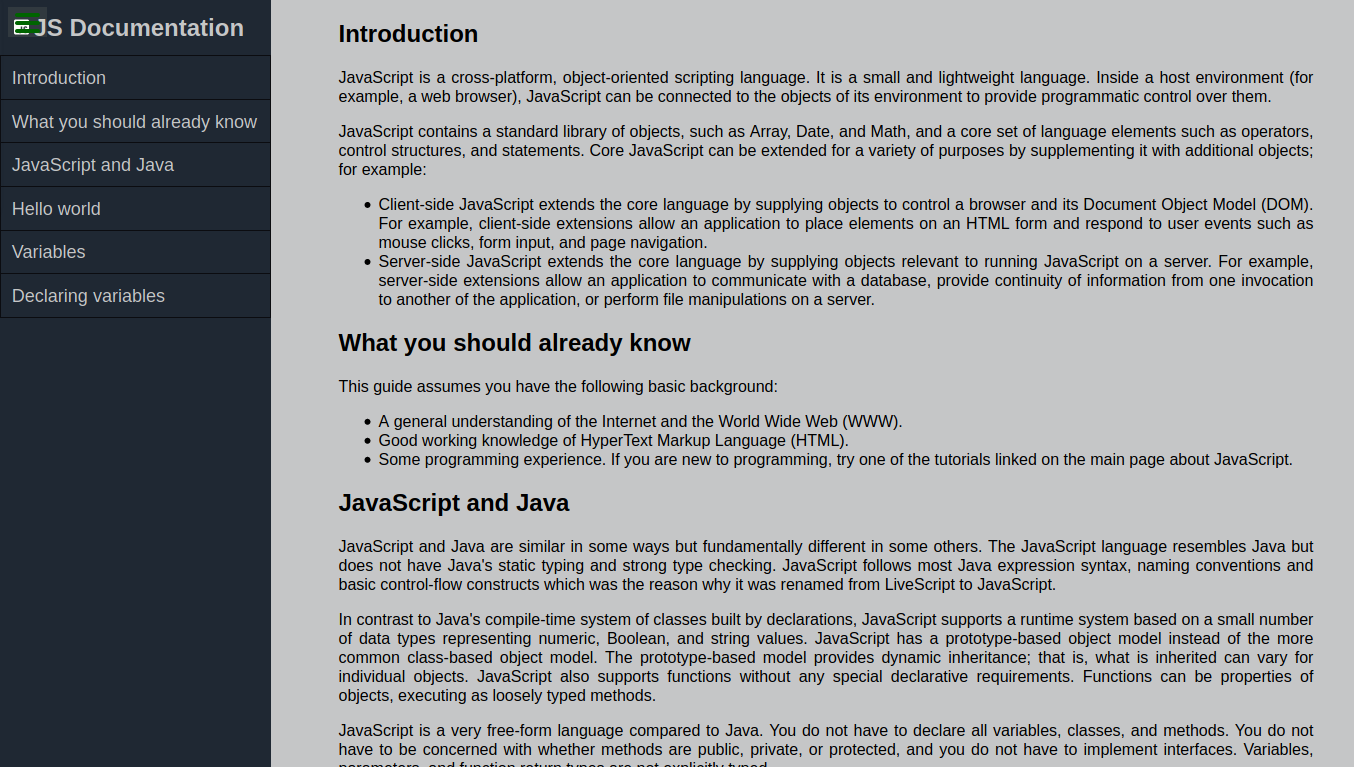 JS Documentation
Introduction
What you should already know
JavaScript and Java
Hello world
Variables
Declaring variables
Introduction
JavaScript is a cross-platform, object-oriented scripting language. It is a small and lightweight language. Inside a host environment (for
example, a web browser), JavaScript can be connected to the objects of its environment to provide programmatic control over them.
JavaScript contains a standard library of objects, such as Array, Date, and Math, and a core set of language elements such as operators,
control structures, and statements. Core JavaScript can be extended for a variety of purposes by supplementing it with additional objects;
for example:
• Client-side JavaScript extends the core language by supplying objects to control a browser and its Document Object Model (DOM).
For example, client-side extensions allow an application to place elements on an HTML form and respond to user events such as
mouse clicks, form input, and page navigation.
• Server-side JavaScript extends the core language by supplying objects relevant to running JavaScript on a server. For example,
server-side extensions allow an application to communicate with a database, provide continuity of information from one invocation
to another of the application, or perform file manipulations on a server.
What you should already know
This guide assumes you have the following basic background:
• A general understanding of the Internet and the World Wide Web (WWW).
• Good working knowledge of HyperText Markup Language (HTML).
• Some programming experience. If you are new to programming, try one of the tutorials linked on the main page about JavaScript.
JavaScript and Java
JavaScript and Java are similar in some ways but fundamentally different in some others. The JavaScript language resembles Java but
does not have Java's static typing and strong type checking. JavaScript follows most Java expression syntax, naming conventions and
basic control-flow constructs which was the reason why it was renamed from LiveScript to JavaScript.
In contrast to Java's compile-time system of classes built by declarations, JavaScript supports a runtime system based on a small number
of data types representing numeric, Boolean, and string values. JavaScript has a prototype-based object model instead of the more
common class-based object model. The prototype-based model provides dynamic inheritance; that is, what is inherited can vary for
individual objects. JavaScript also supports functions without any special declarative requirements. Functions can be properties of
objects, executing as loosely typed methods.
JavaScript is a very free-form language compared to Java. You do not have to declare all variables, classes, and methods. You do not
have to be concerned with whether methods are public, private, or protected, and you do not have to implement interfaces. Variables,
parameters, and function return types are not explicitly typed.